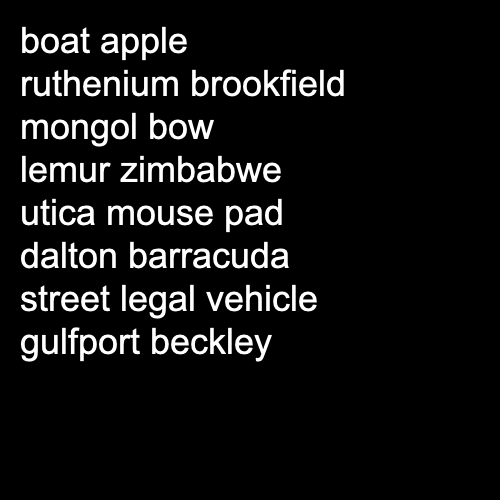 boat apple
ruthenium brookfield
mongol bow
lemur zimbabwe
utica mouse pad
dalton barracuda
street legal vehicle
gulfport beckley